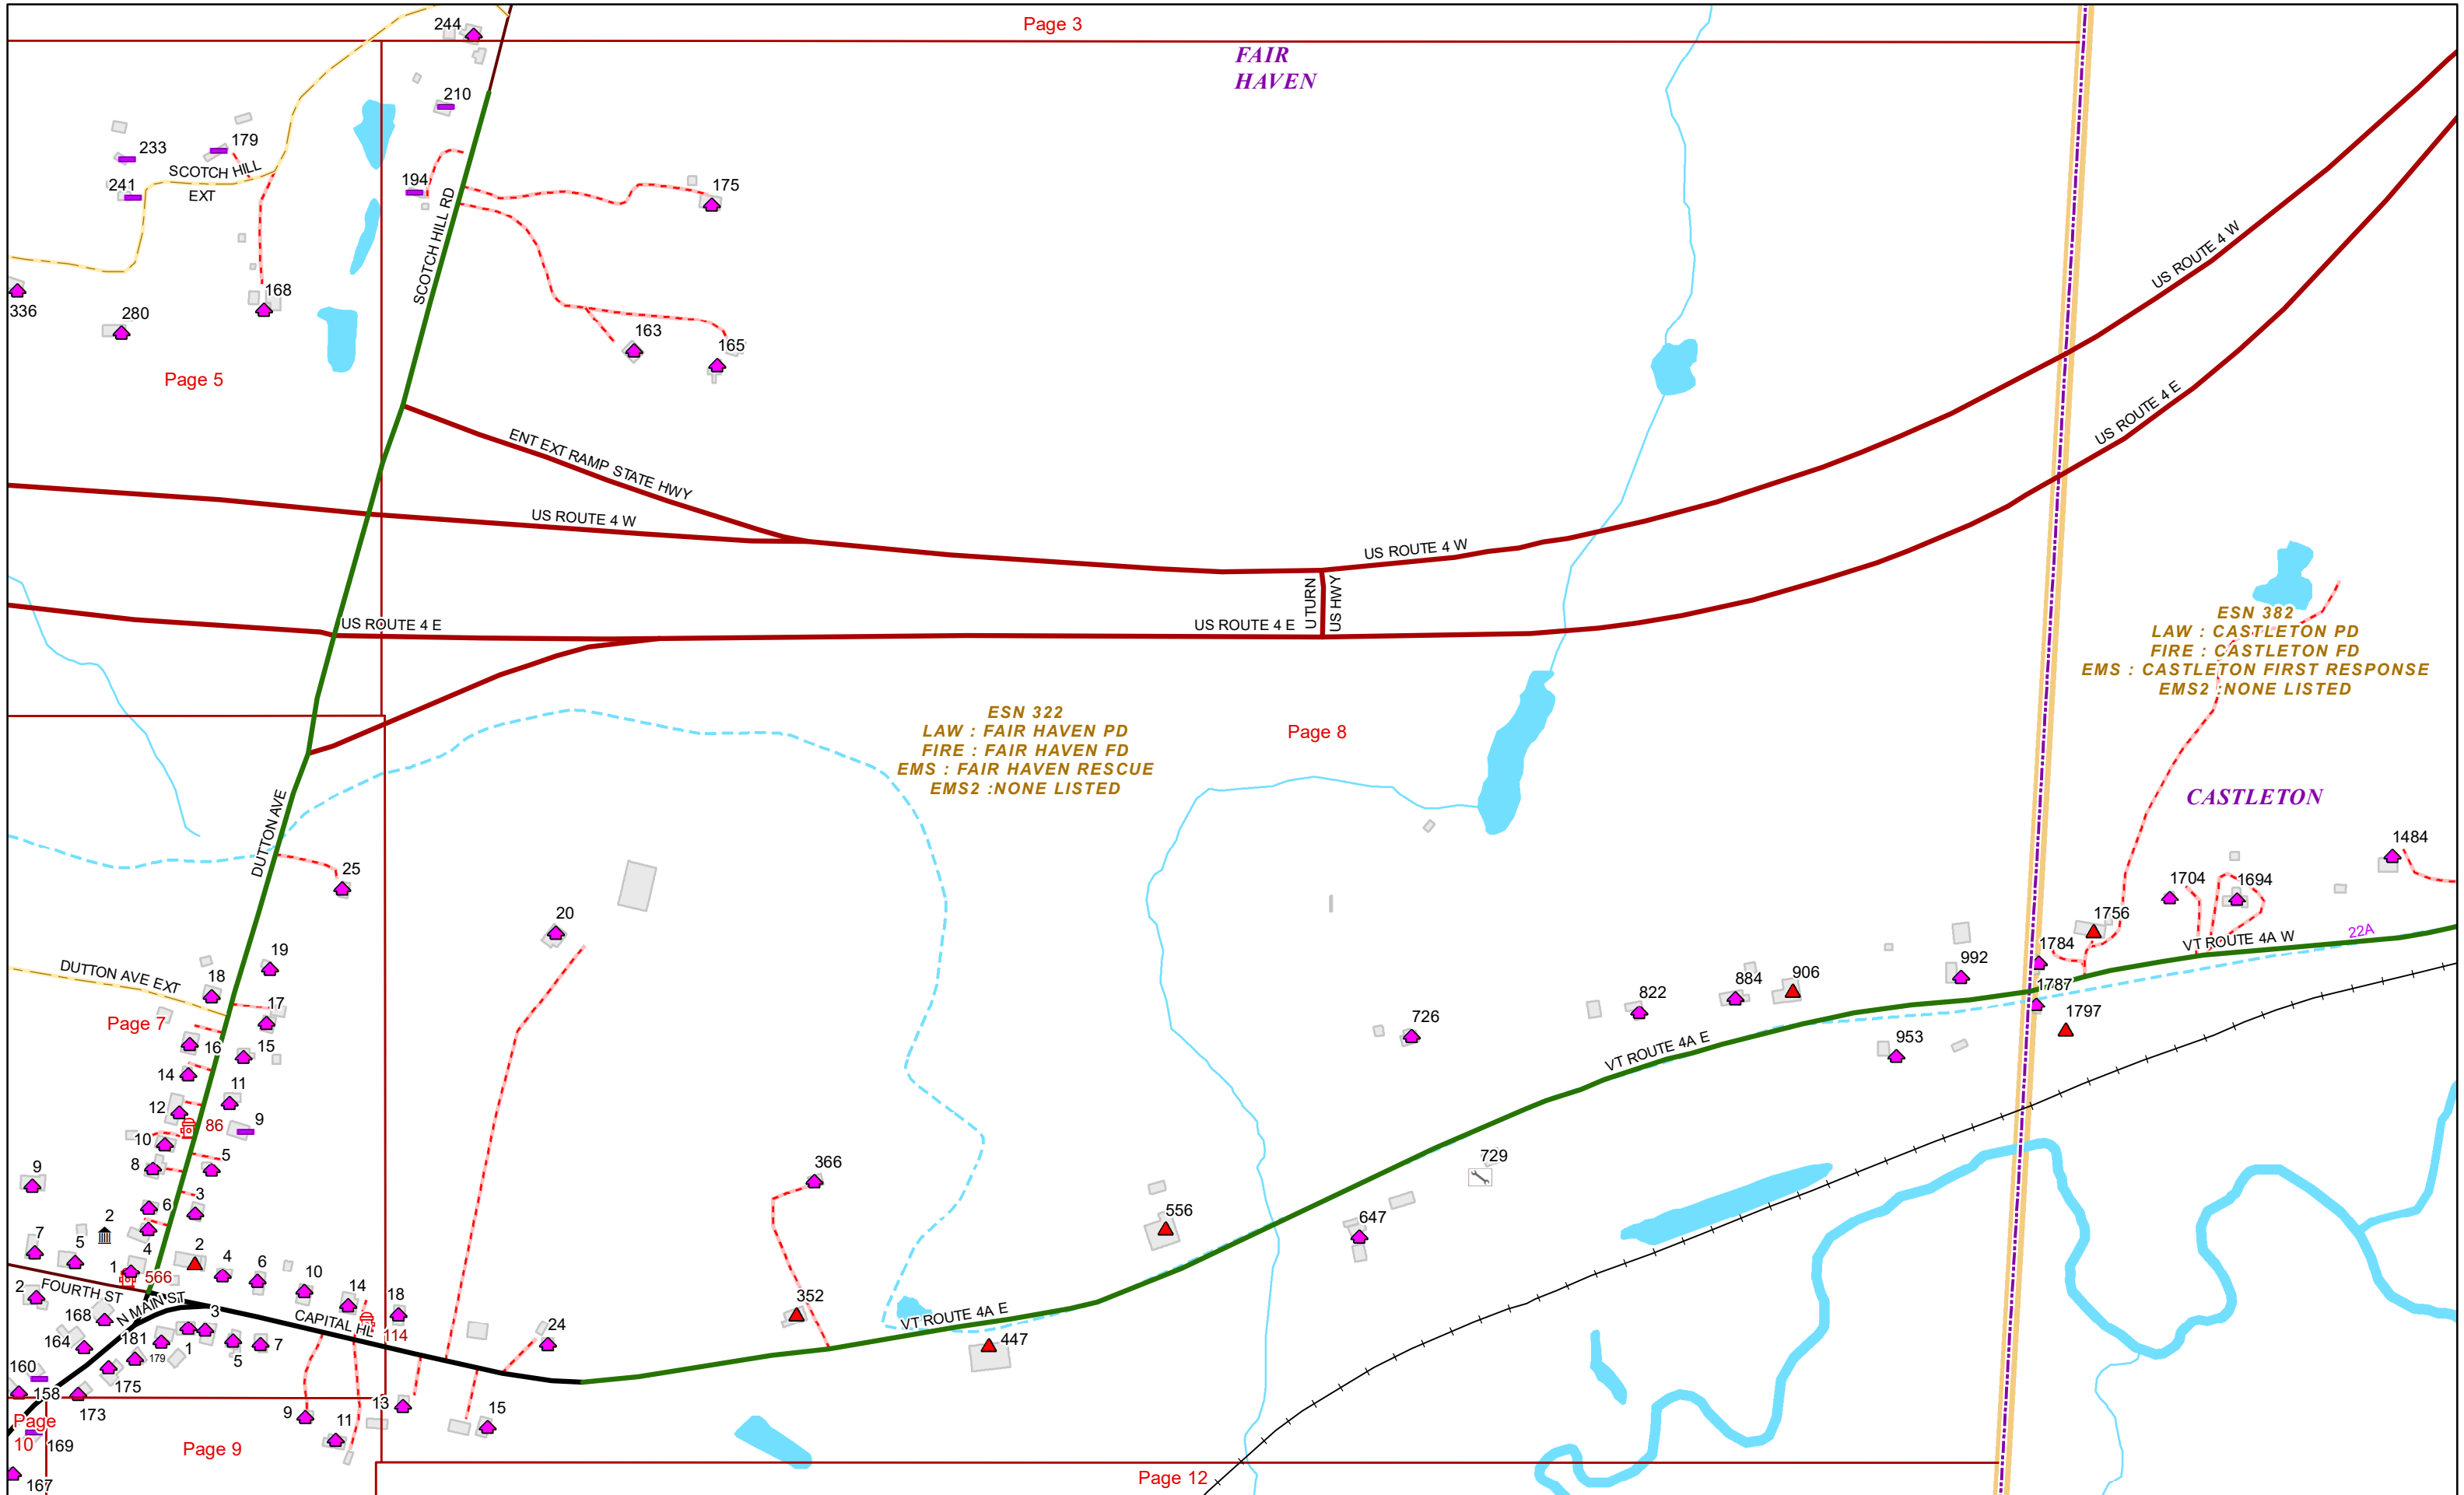 Page 3
244
FAIR
HAVEN
210
233
179
SCOTCH HILL
EXT
241
194
175
SCOTCH HILL RD
US ROUTE 4 W
336
280
168
163
165
Page 5
US ROUTE 4 E
ENT EXT RAMP STATE HWY
US ROUTE 4 W
US ROUTE 4 W
U TURN
US HWY
US ROUTE 4 E
US ROUTE 4 E
ESN 382
LAW : CASTLETON PD
FIRE : CASTLETON FD
EMS : CASTLETON FIRST RESPONSE
EMS2 :NONE LISTED
ESN 322
LAW : FAIR HAVEN PD
FIRE : FAIR HAVEN FD
EMS : FAIR HAVEN RESCUE
EMS2 :NONE LISTED
Page 8
CASTLETON
DUTTON AVE
25
1484
1704
1694
20
1756
22A
VT ROUTE 4A W
1784
19
DUTTON AVE EXT
18
992
906
884
1787
17
822
1797
Page 7
726
953
16
15
VT ROUTE 4A E
14
11
12
86
9
10
5
8
729
9
366
3
6
556
647
2
7
5
4
2
4
6
1
566
10
14
18
FOURTH ST
2
N MAIN ST
168
3
CAPITAL HL
114
352
VT ROUTE 4A E
24
447
164
181
179
1
5
7
160
158
175
173
13
9
11
15
Page
10
169
Page 9
167
Page 12